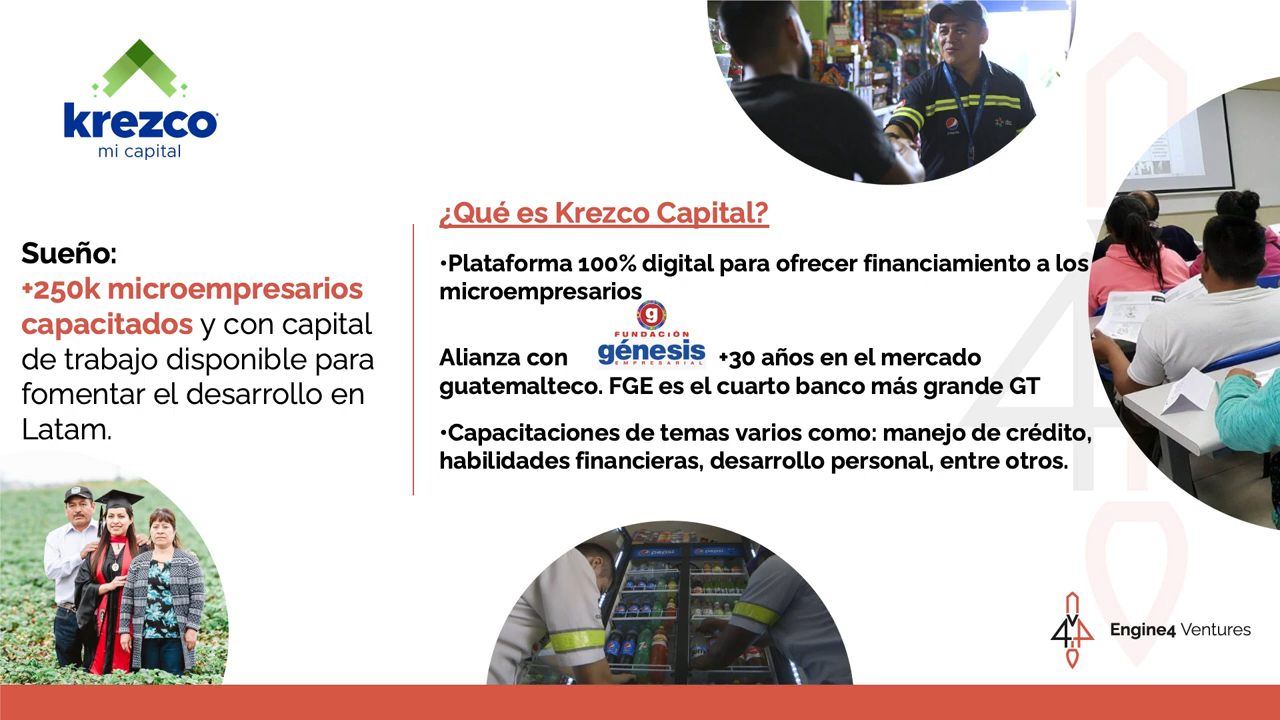 krezco
mi capital
Sueño:
+250k microempresarios
capacitados y con capital
de trabajo disponible para
fomentar el desarrollo en
Latam.
¿Qué es Krezco Capital?
•Plataforma 100% digital para ofrecer financiamiento a los
microempresarios
g
FUNDACIÓN
génesis
EMPRESARIAL
Alianza con +30 años en el mercado
guatemalteco. FGE es el cuarto banco más grande GT
•Capacitaciones de temas varios como: manejo de crédito,
habilidades financieras, desarrollo personal, entre otros.
pepsi
pepsi
Engine4 Ventures